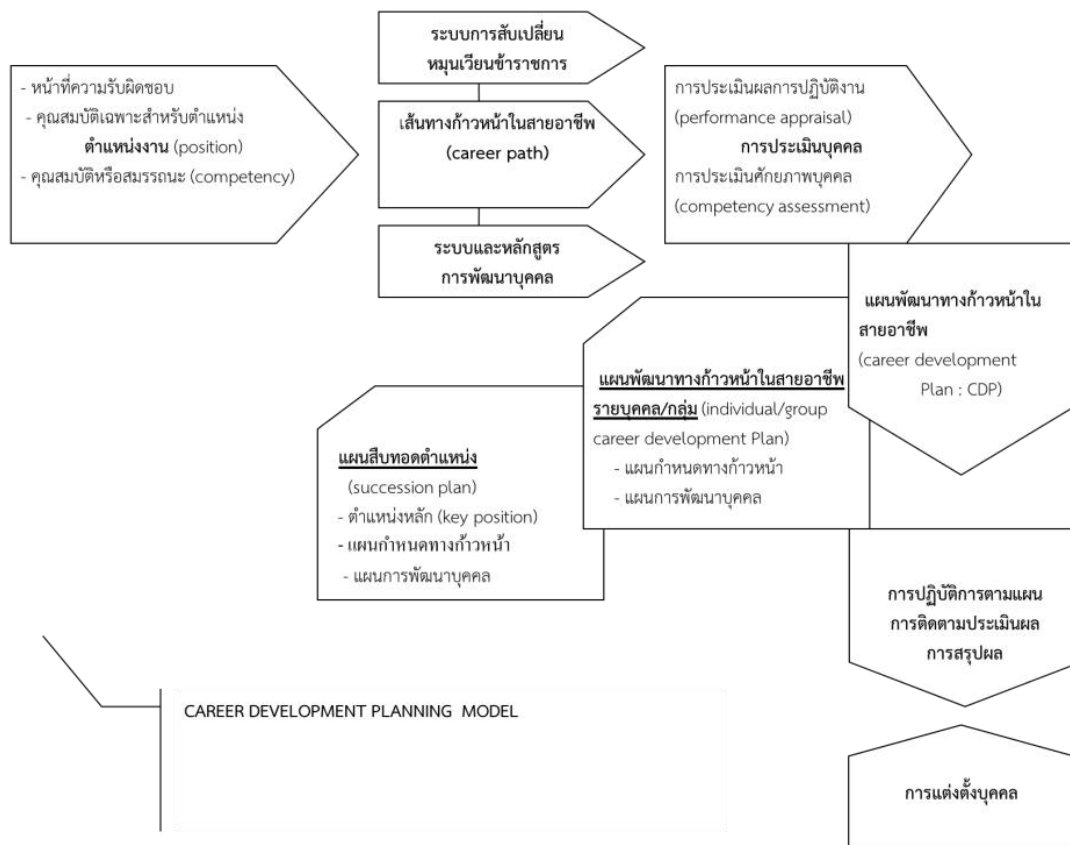 ระบบการสับเปลี่ยน
หมุนเวียนข้าราชการ
- หน้าที่ความรับผิดชอบ
- คุณสมบัติเฉพาะสำหรับตำแหน่ง
ตำแหน่งงาน (position)
- คุณสมบัติหรือสมรรถนะ (competency)
เส้นทางก้าวหน้าในสายอาชีพ
(career path)
ระบบและหลักสูตร
การพัฒนาบุคคล
การประเมินผลการปฏิบัติงาน
(performance appraisal)
การประเมินบุคคล
การประเมินศักยภาพบุคคล
(competency assessment)
แผนพัฒนาทางก้าวหน้าใน
สายอาชีพ
(career development
Plan : CDP)
แผนพัฒนาทางก้าวหน้าในสายอาชีพ
รายบุคคล/กลุ่ม (individual/group
career development Plan)
- แผนกำหนดทางก้าวหน้า
- แผนการพัฒนาบุคคล
แผนสืบทอดตำแหน่ง
(succession plan)
- ตำแหน่งหลัก (key position)
- แผนกำหนดทางก้าวหน้า
- แผนการพัฒนาบุคคล
การปฏิบัติการตามแผน
การติดตามประเมินผล
การสรุปผล
CAREER DEVELOPMENT PLANNING MODEL
การแต่งตั้งบุคคล